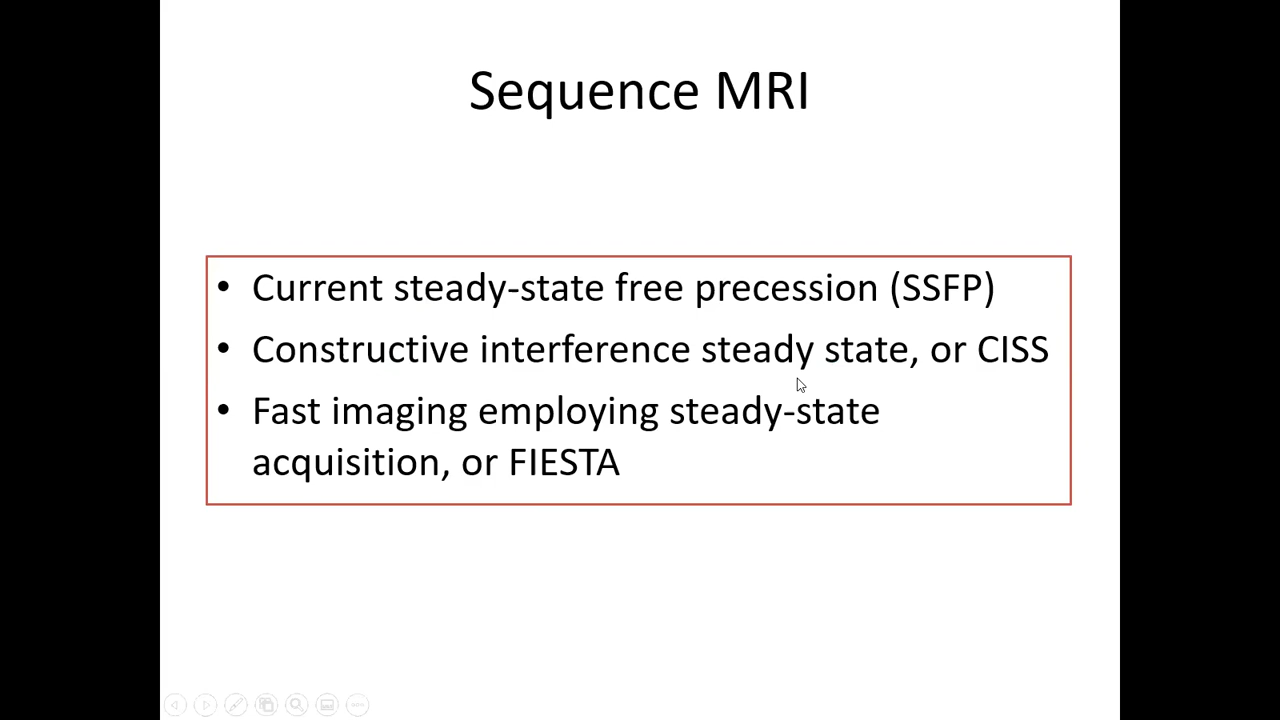 Sequence MRI
• Current steady-state free precession (SSFP)
• Constructive interference steady state, or CISS
• Fast imaging employing steady-state
acquisition, or FIESTA